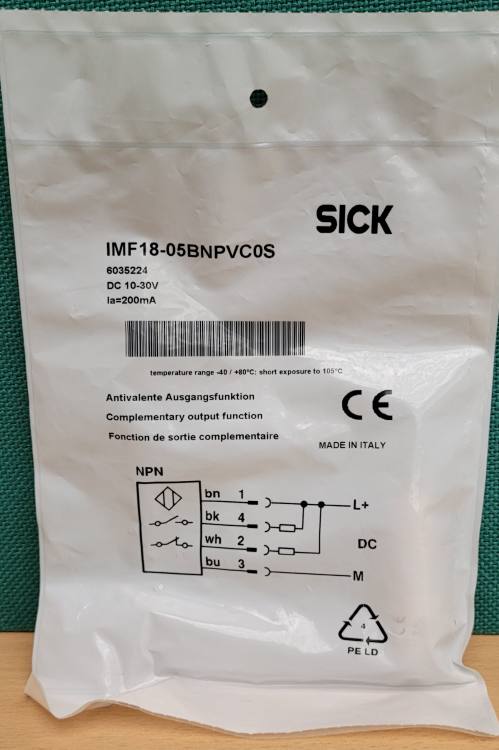 SICK
IMF18-05BNPVC0S
6035224
DC 10-30V
Ia=200mA
temperature range -40 / +80ºC; short exposure to 105°C
Antivalente Ausgangsfunktion
Complementary output function
Fonction de sortie complementaire
CE
MADE IN ITALY
NPN
bn 1
L+
bk 4
wh 2
DC
bu 3
M
4
PE LD